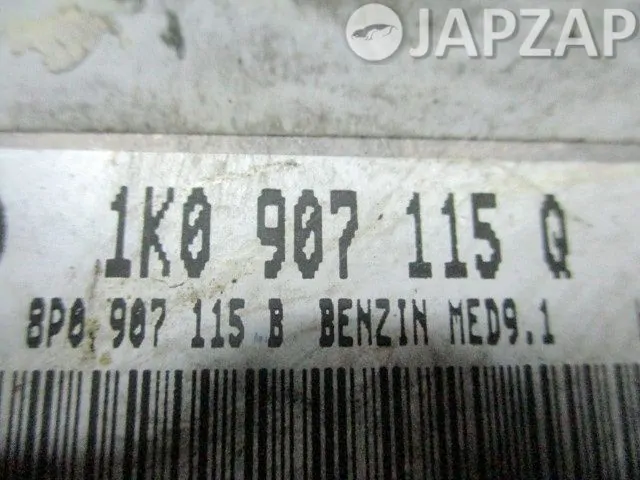 JAPZAP
1K0 907 115 Q
8P0 907 115 B BENZIN MED9.1